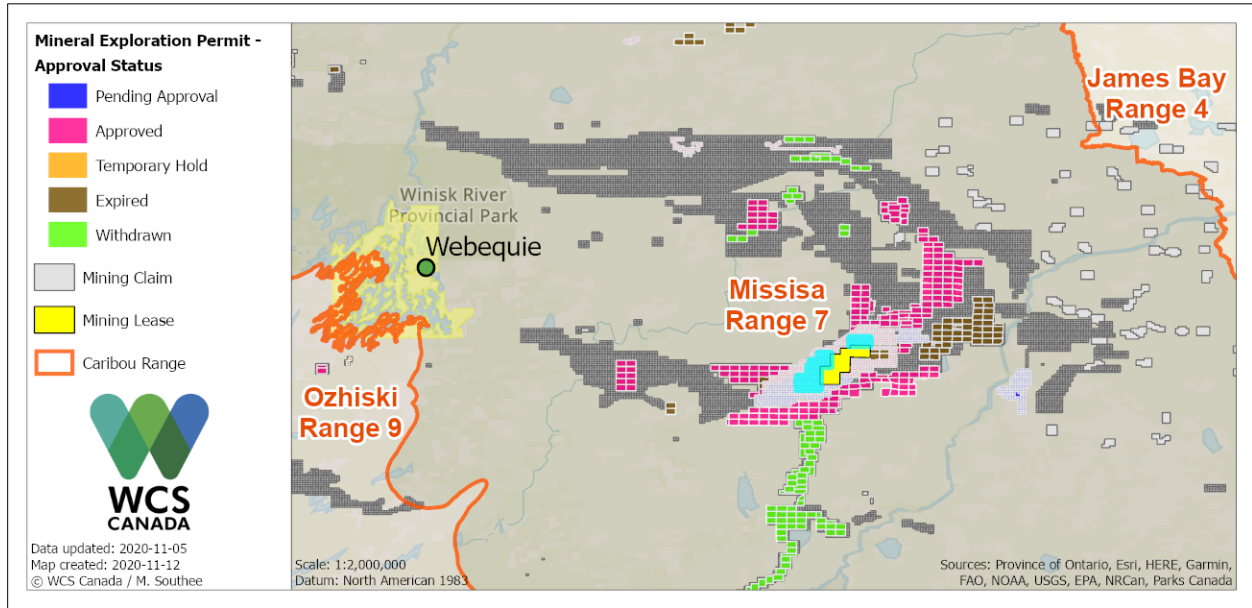 Mineral Exploration Permit -
Approval Status
Pending Approval
Approved
Temporary Hold
Expired
Withdrawn
Mining Claim
Mining Lease
Caribou Range
WCS
CANADA
Data updated: 2020-11-05
Map created: 2020-11-12
© WCS Canada / M. Southee
James Bay
Range 4
Winisk River
Provincial Park
Webequie
Missisa
Range 7
Ozhiski
Range 9
Scale: 1:2,000,000
Datum: North American 1983
Sources: Province of Ontario, Esri, HERE, Garmin,
FAO, NOAA, USGS, EPA, NRCan, Parks Canada